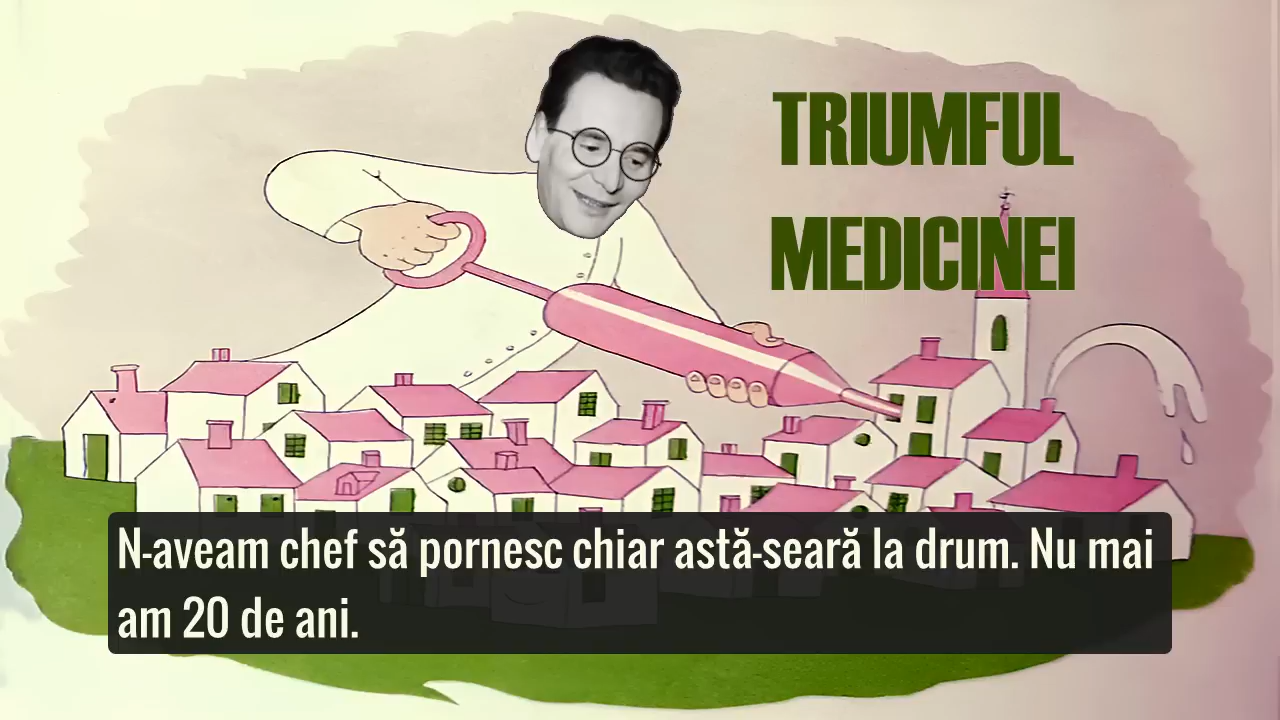 TRIUMFUL
MEDICINEI
N-aveam chef să pornesc chiar astă-seară la drum. Nu mai
am 20 de ani.